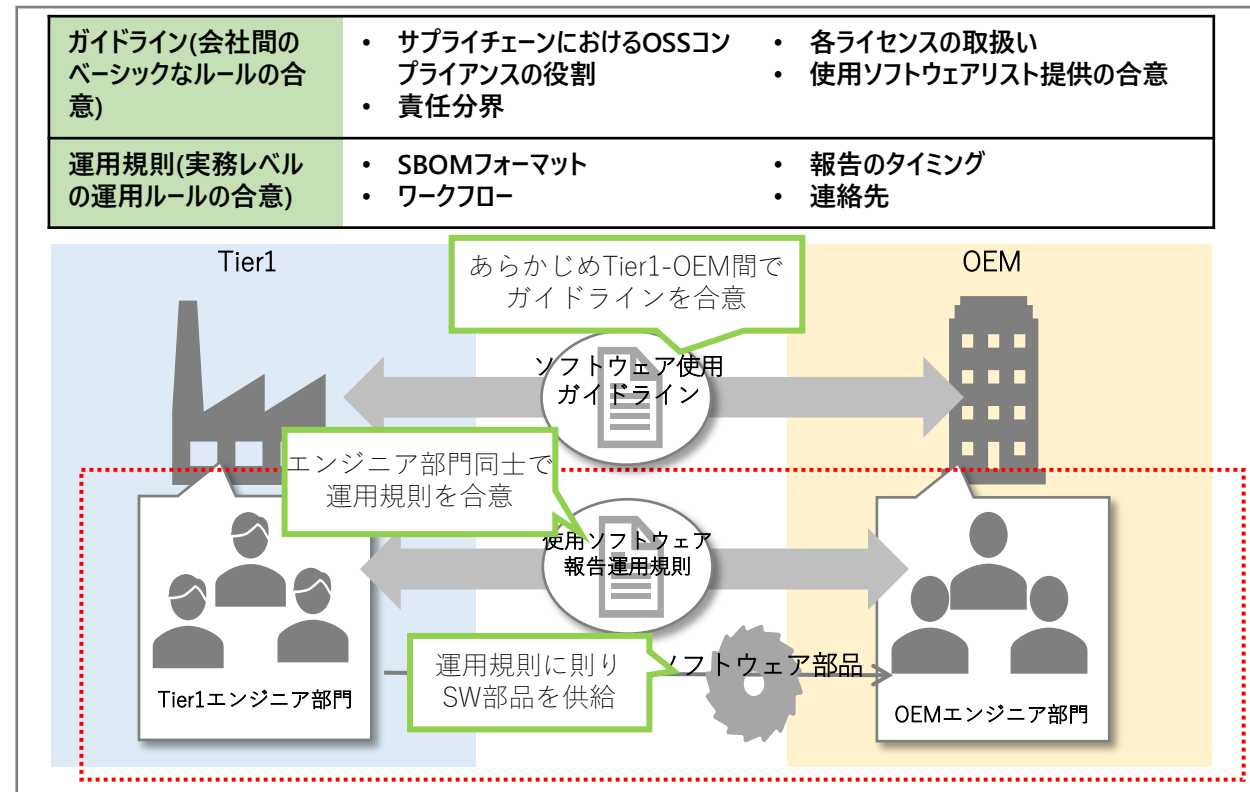 ガイドライン(会社間の
ベーシックなルールの合
意)
• サプライチェーンにおけるOSSコン
プライアンスの役割
• 責任分界
• 各ライセンスの取扱い
• 使用ソフトウェアリスト提供の合意
運用規則(実務レベル
の運用ルールの合意)
• SBOMフォーマット
• ワークフロー
• 報告のタイミング
• 連絡先
Tier1
あらかじめTier1-OEM間で
ガイドラインを合意
OEM
ソフトウェア使用
ガイドライン
エンジニア部門同士で
運用規則を合意
使用ソフトウェア
報告運用規則
運用規則に則り
SW部品を供給
ソフトウェア部品
Tier1エンジニア部門
OEMエンジニア部門